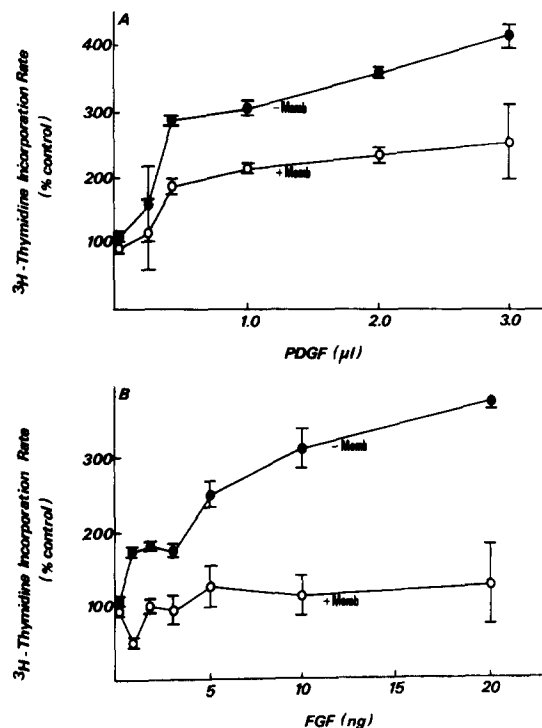 A
400
300
200
100
³H-Thymidine Incorporation Rate
(% control)
- Memb
+ Memb
1.0 2.0 3.0
PDGF (μl)
B
300
200
100
³H-Thymidine Incorporation Rate
(% control)
- Memb
+ Memb
5 10 15 20
FGF (ng)